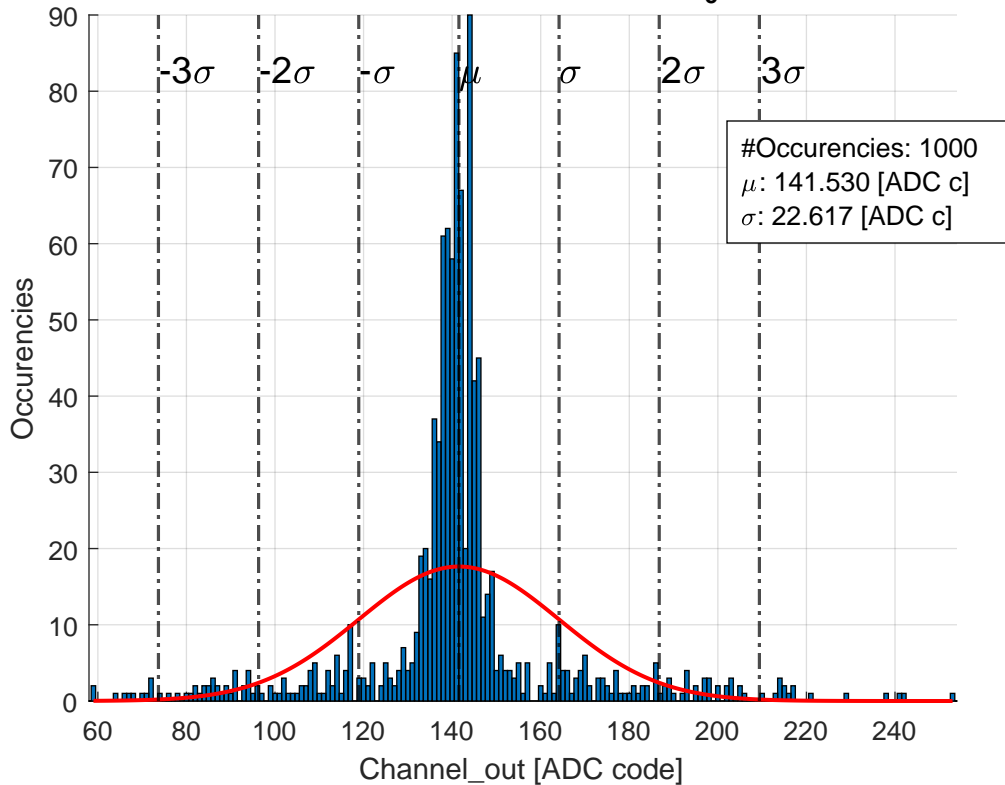 90
80
70
60
50
40
30
20
10
0
Occurencies
-3σ -2σ -σ μ σ 2σ 3σ
#Occurencies: 1000
μ: 141.530 [ADC c]
σ: 22.617 [ADC c]
60 80 100 120 140 160 180 200 220 240
Channel_out [ADC code]